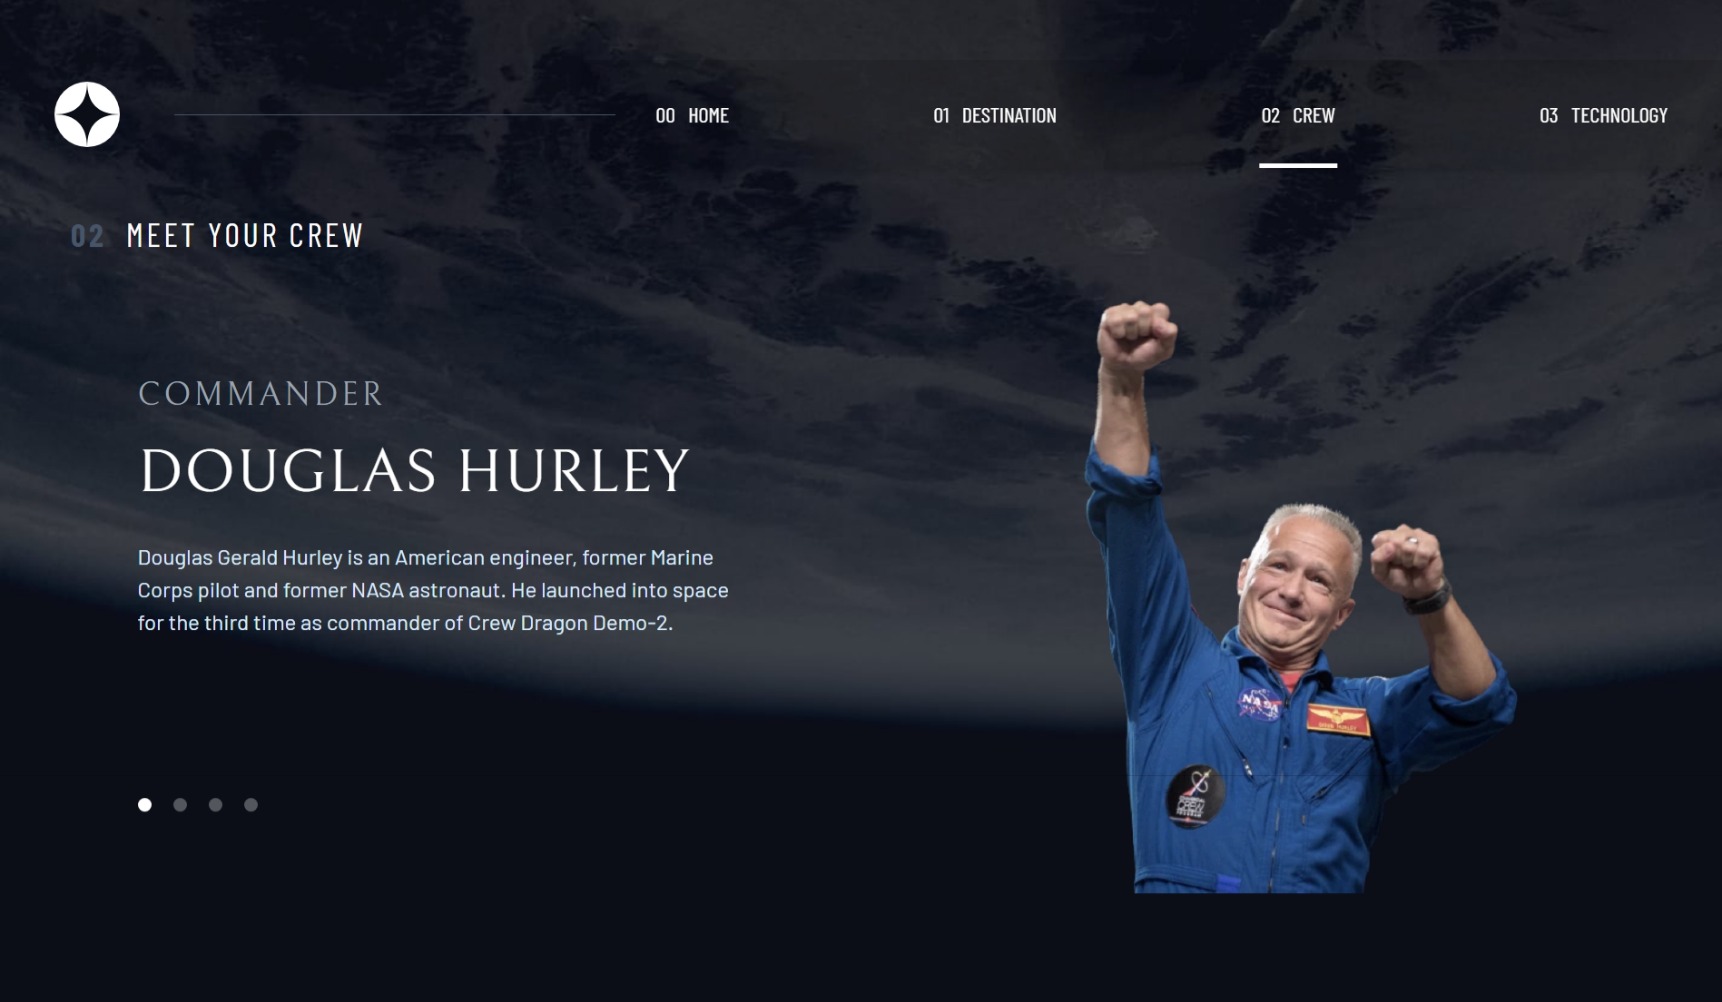 00 HOME
01 DESTINATION
02 CREW
03 TECHNOLOGY
02 MEET YOUR CREW
COMMANDER
DOUGLAS HURLEY
Douglas Gerald Hurley is an American engineer, former Marine
Corps pilot and former NASA astronaut. He launched into space
for the third time as commander of Crew Dragon Demo-2.
NASA
CREW